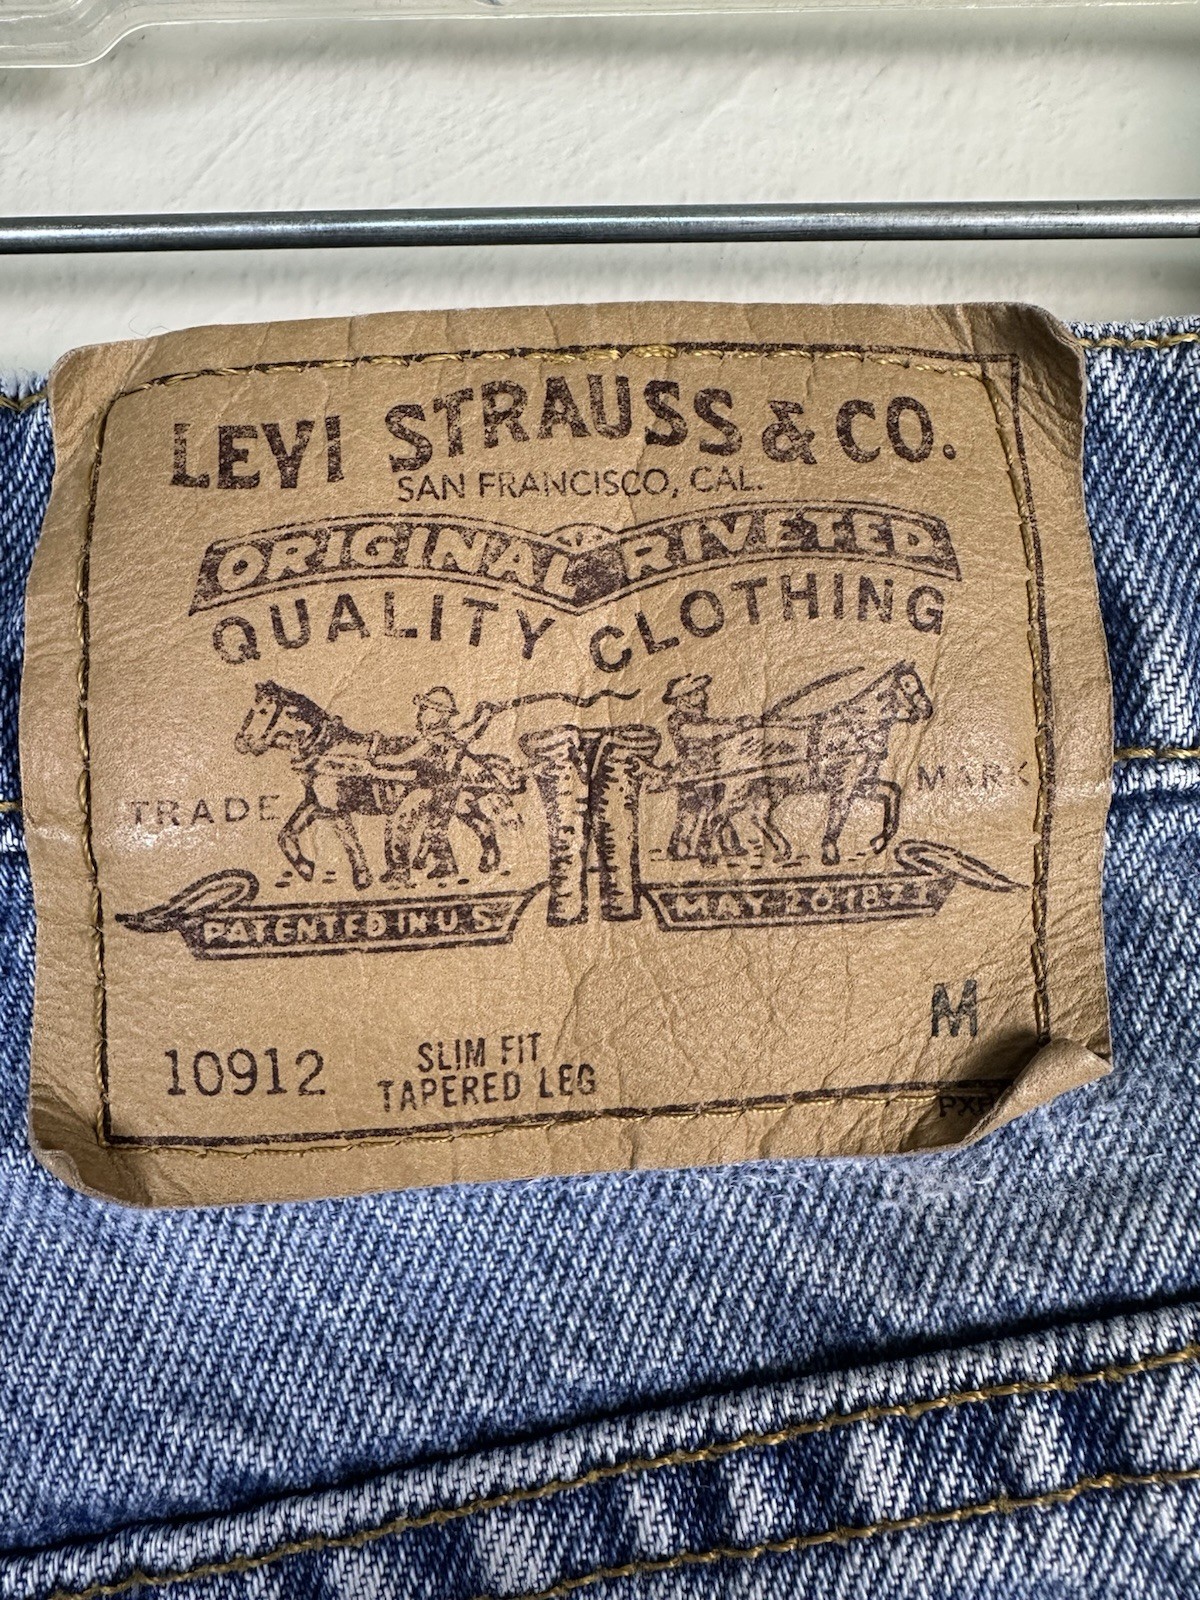 LEVI STRAUSS & CO.
SAN FRANCISCO, CAL.
ORIGINAL RIVETED
QUALITY CLOTHING
TRADE MARK
PATENTED IN U.S. MAY 20 1873
M
10912 SLIM FIT
TAPERED LEG